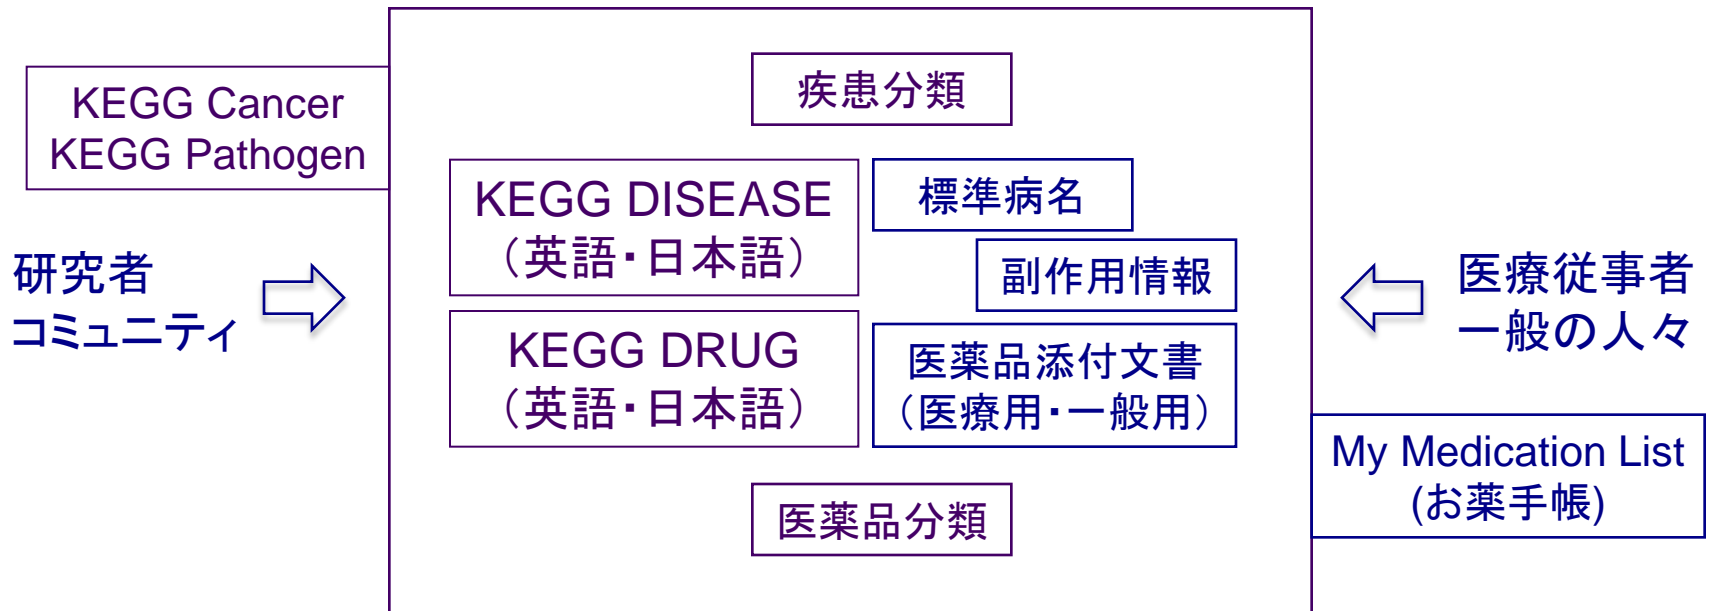 KEGG Cancer
KEGG Pathogen
研究者
コミュニティ
疾患分類
KEGG DISEASE
（英語・日本語）
標準病名
副作用情報
KEGG DRUG
（英語・日本語）
医薬品添付文書
（医療用・一般用）
医薬品分類
医療従事者
一般の人々
My Medication List
(お薬手帳)